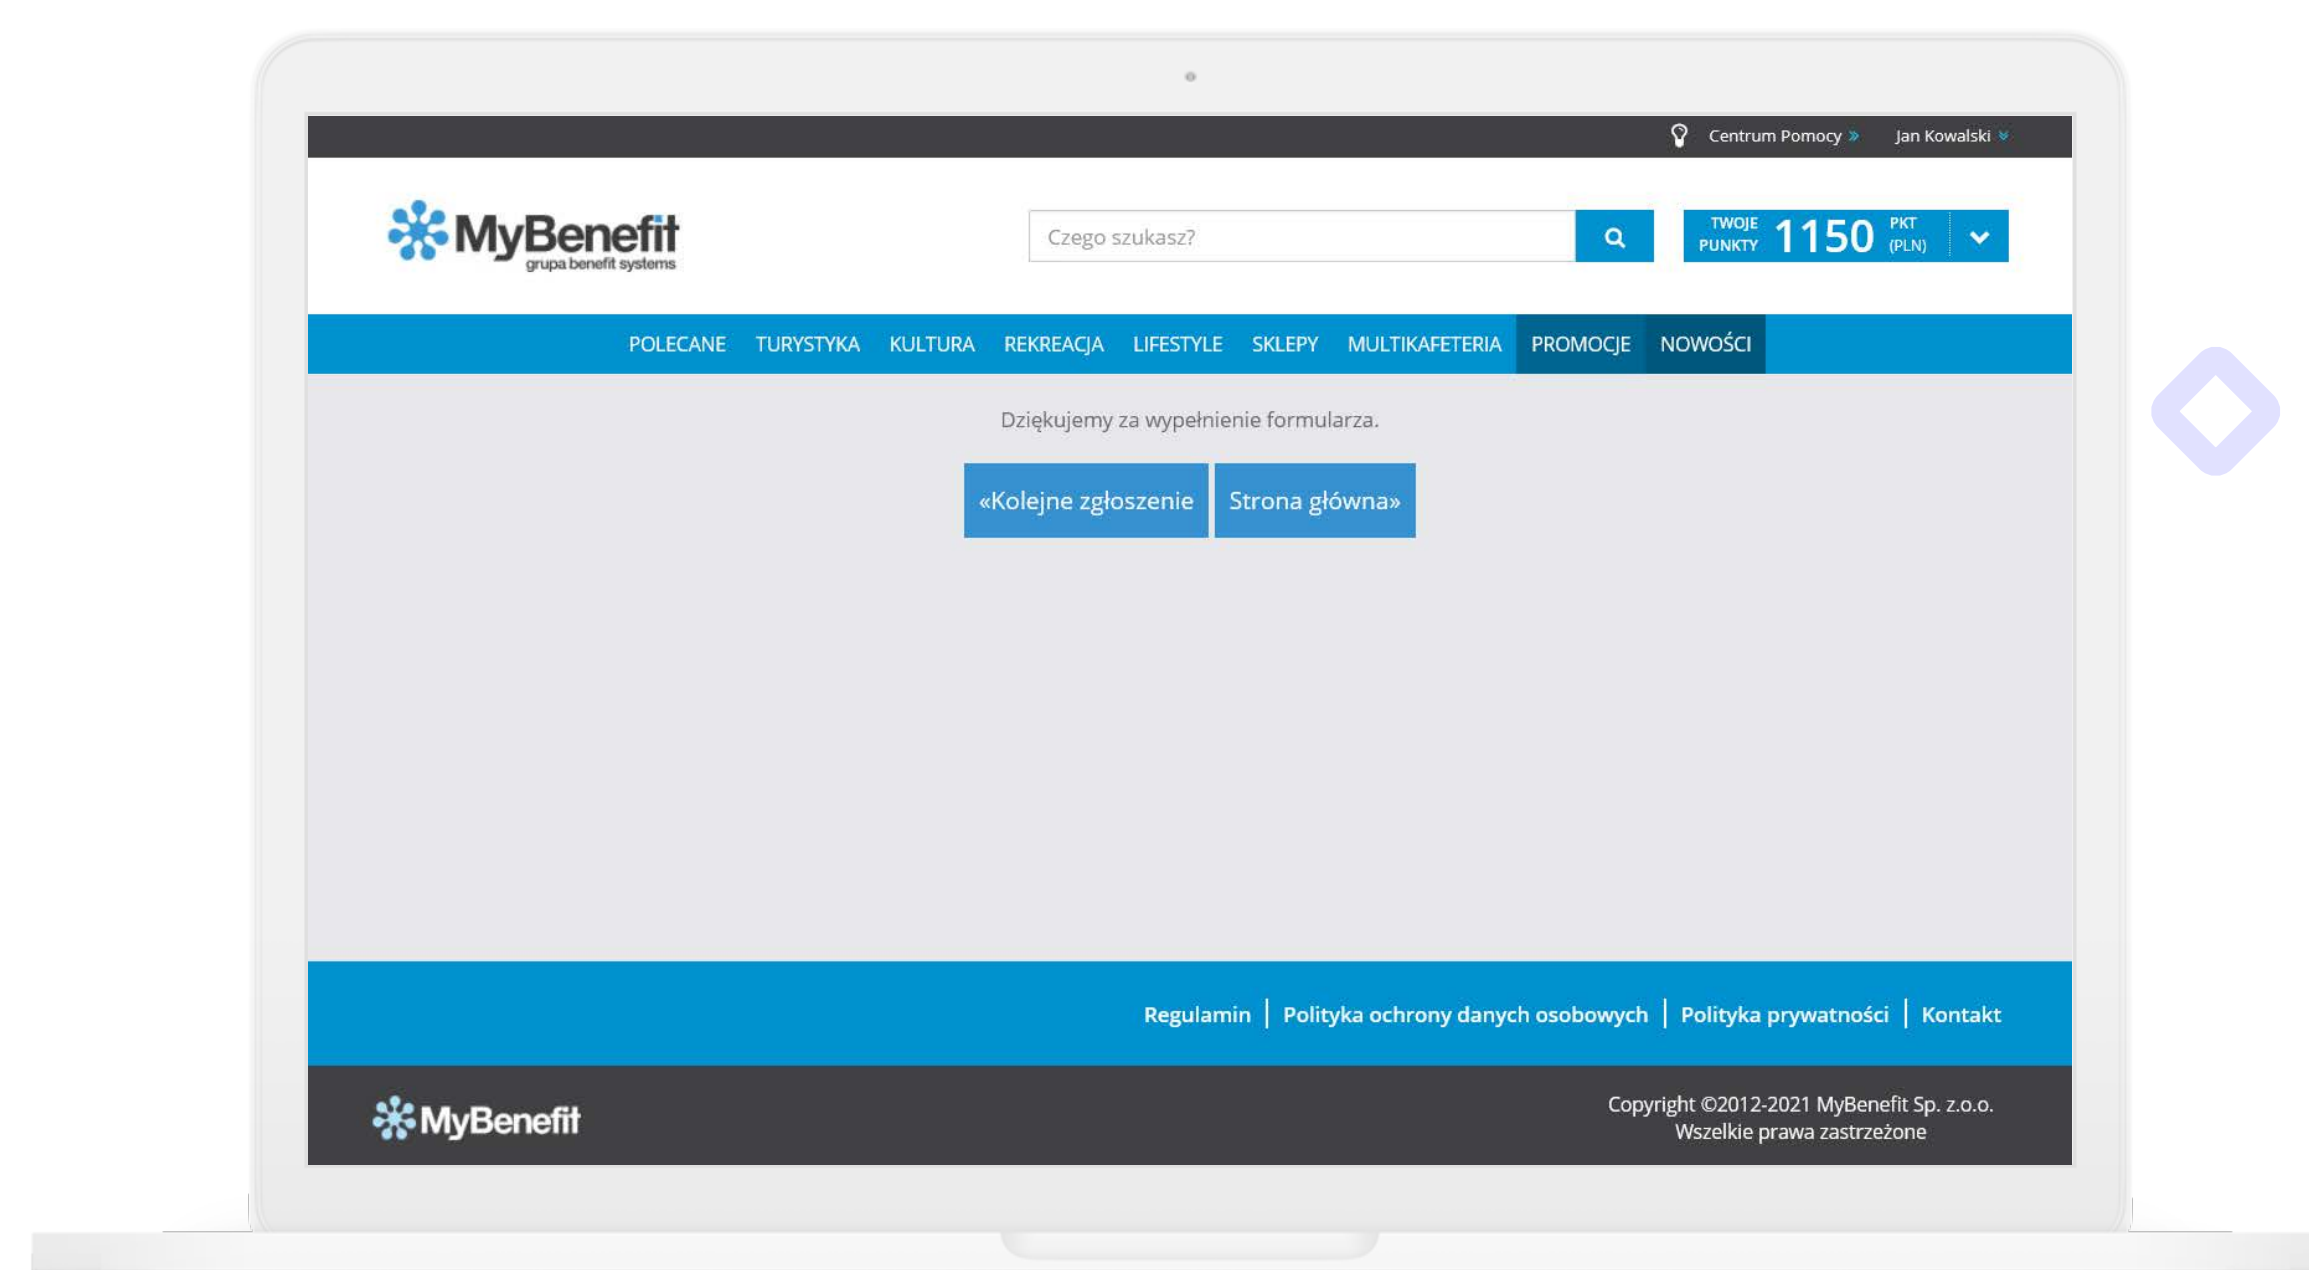 Centrum Pomocy » Jan Kowalski
MyBenefit
grupa benefit systems
Czego szukasz?
TWOJE PUNKTY 1150 PKT (PLN)
POLECANE TURYSTYKA KULTURA REKREACJA LIFESTYLE SKLEPY MULTIKAFETERIA PROMOCJE NOWOŚCI
Dziękujemy za wypełnienie formularza.
«Kolejne zgłoszenie Strona główna»
Regulamin | Polityka ochrony danych osobowych | Polityka prywatności | Kontakt
MyBenefit
Copyright ©2012-2021 MyBenefit Sp. z.o.o.
Wszelkie prawa zastrzeżone